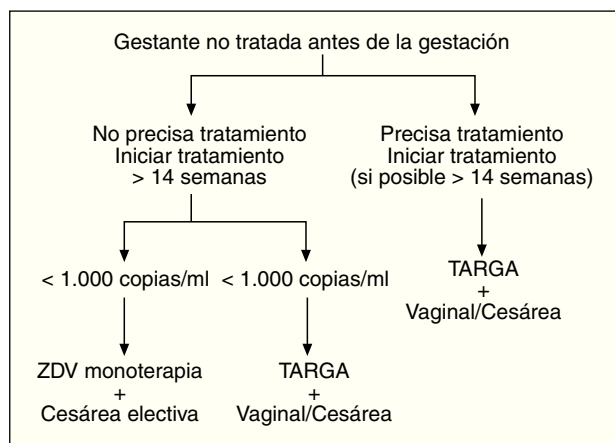 Gestante no tratada antes de la gestación
No precisa tratamiento
Iniciar tratamiento
> 14 semanas
Precisa tratamiento
Iniciar tratamiento
(si posible > 14 semanas)
< 1.000 copias/ml
< 1.000 copias/ml
TARGA
+
Vaginal/Cesárea
ZDV monoterapia
+
Cesárea electiva
TARGA
+
Vaginal/Cesárea